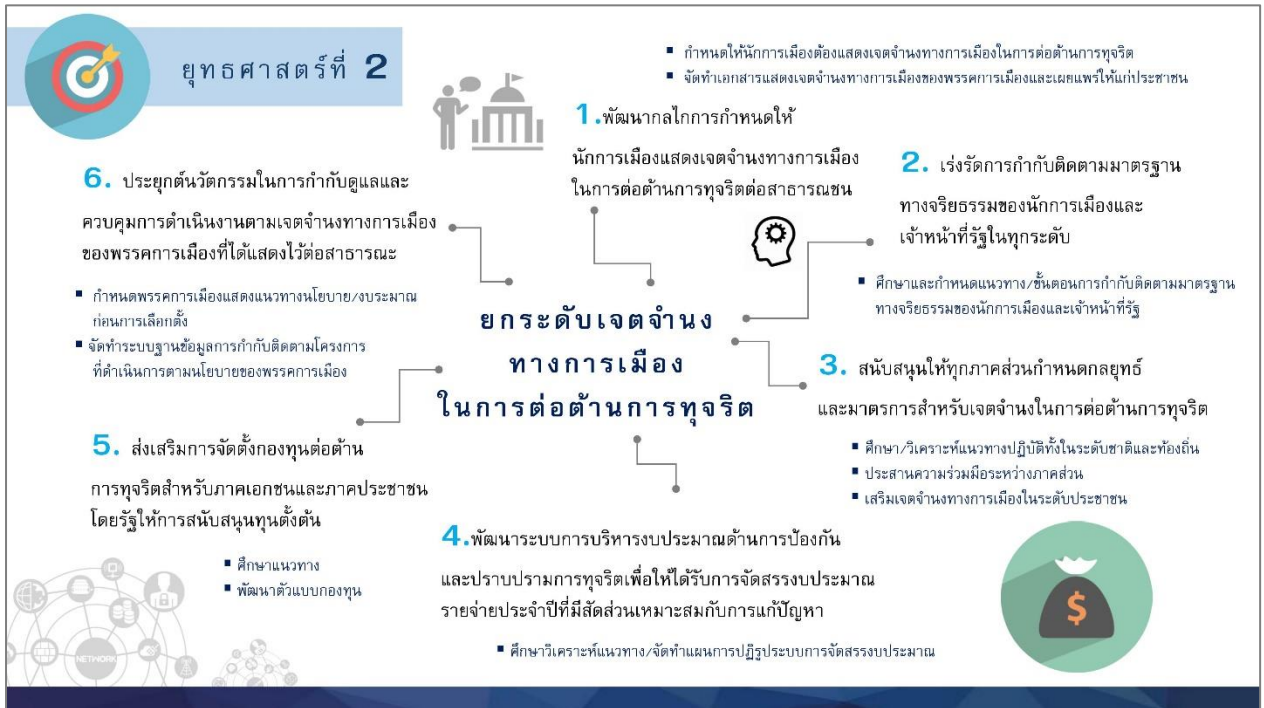 ยุทธศาสตร์ที่ 2
▪ กำหนดให้นักการเมืองต้องแสดงเจตจำนงทางการเมืองในการต่อต้านการทุจริต
▪ จัดทำเอกสารแสดงเจตจำนงทางการเมืองของพรรคการเมืองและเผยแพร่ให้แก่ประชาชน
1.พัฒนากลไกการกำหนดให้
นักการเมืองแสดงเจตจำนงทางการเมือง
ในการต่อต้านการทุจริตต่อสาธารณชน
2. เร่งรัดการกำกับติดตามมาตรฐาน
ทางจริยธรรมของนักการเมืองและ
เจ้าหน้าที่รัฐในทุกระดับ
▪ ศึกษาและกำหนดแนวทาง/ขั้นตอนการกำกับติดตามมาตรฐาน
ทางจริยธรรมของนักการเมืองและเจ้าหน้าที่รัฐ
3. สนับสนุนให้ทุกภาคส่วนกำหนดกลยุทธ์
และมาตรการสำหรับเจตจำนงในการต่อต้านการทุจริต
▪ ศึกษา/วิเคราะห์แนวทางปฏิบัติทั้งในระดับชาติและท้องถิ่น
▪ ประสานความร่วมมือระหว่างภาคส่วน
▪ เสริมเจตจำนงทางการเมืองในระดับประชาชน
ยกระดับเจตจำนง
ทางการเมือง
ในการต่อต้านการทุจริต
4.พัฒนาระบบการบริหารงบประมาณด้านการป้องกัน
และปราบปรามการทุจริตเพื่อให้ได้รับการจัดสรรงบประมาณ
รายจ่ายประจำปีที่มีสัดส่วนเหมาะสมกับการแก้ปัญหา
▪ ศึกษาวิเคราะห์แนวทาง/จัดทำแผนการปฏิรูประบบการจัดสรรงบประมาณ
5. ส่งเสริมการจัดตั้งกองทุนต่อต้าน
การทุจริตสำหรับภาคเอกชนและภาคประชาชน
โดยรัฐให้การสนับสนุนทุนตั้งต้น
▪ ศึกษาแนวทาง
▪ พัฒนาตัวแบบกองทุน
6. ประยุกต์นวัตกรรมในการกำกับดูแลและ
ควบคุมการดำเนินงานตามเจตจำนงทางการเมือง
ของพรรคการเมืองที่ได้แสดงไว้ต่อสาธารณะ
▪ กำหนดพรรคการเมืองแสดงแนวทางนโยบาย/งบประมาณ
ก่อนการเลือกตั้ง
▪ จัดทำระบบฐานข้อมูลการกำกับติดตามโครงการ
ที่ดำเนินการตามนโยบายของพรรคการเมือง
NETWORK
$